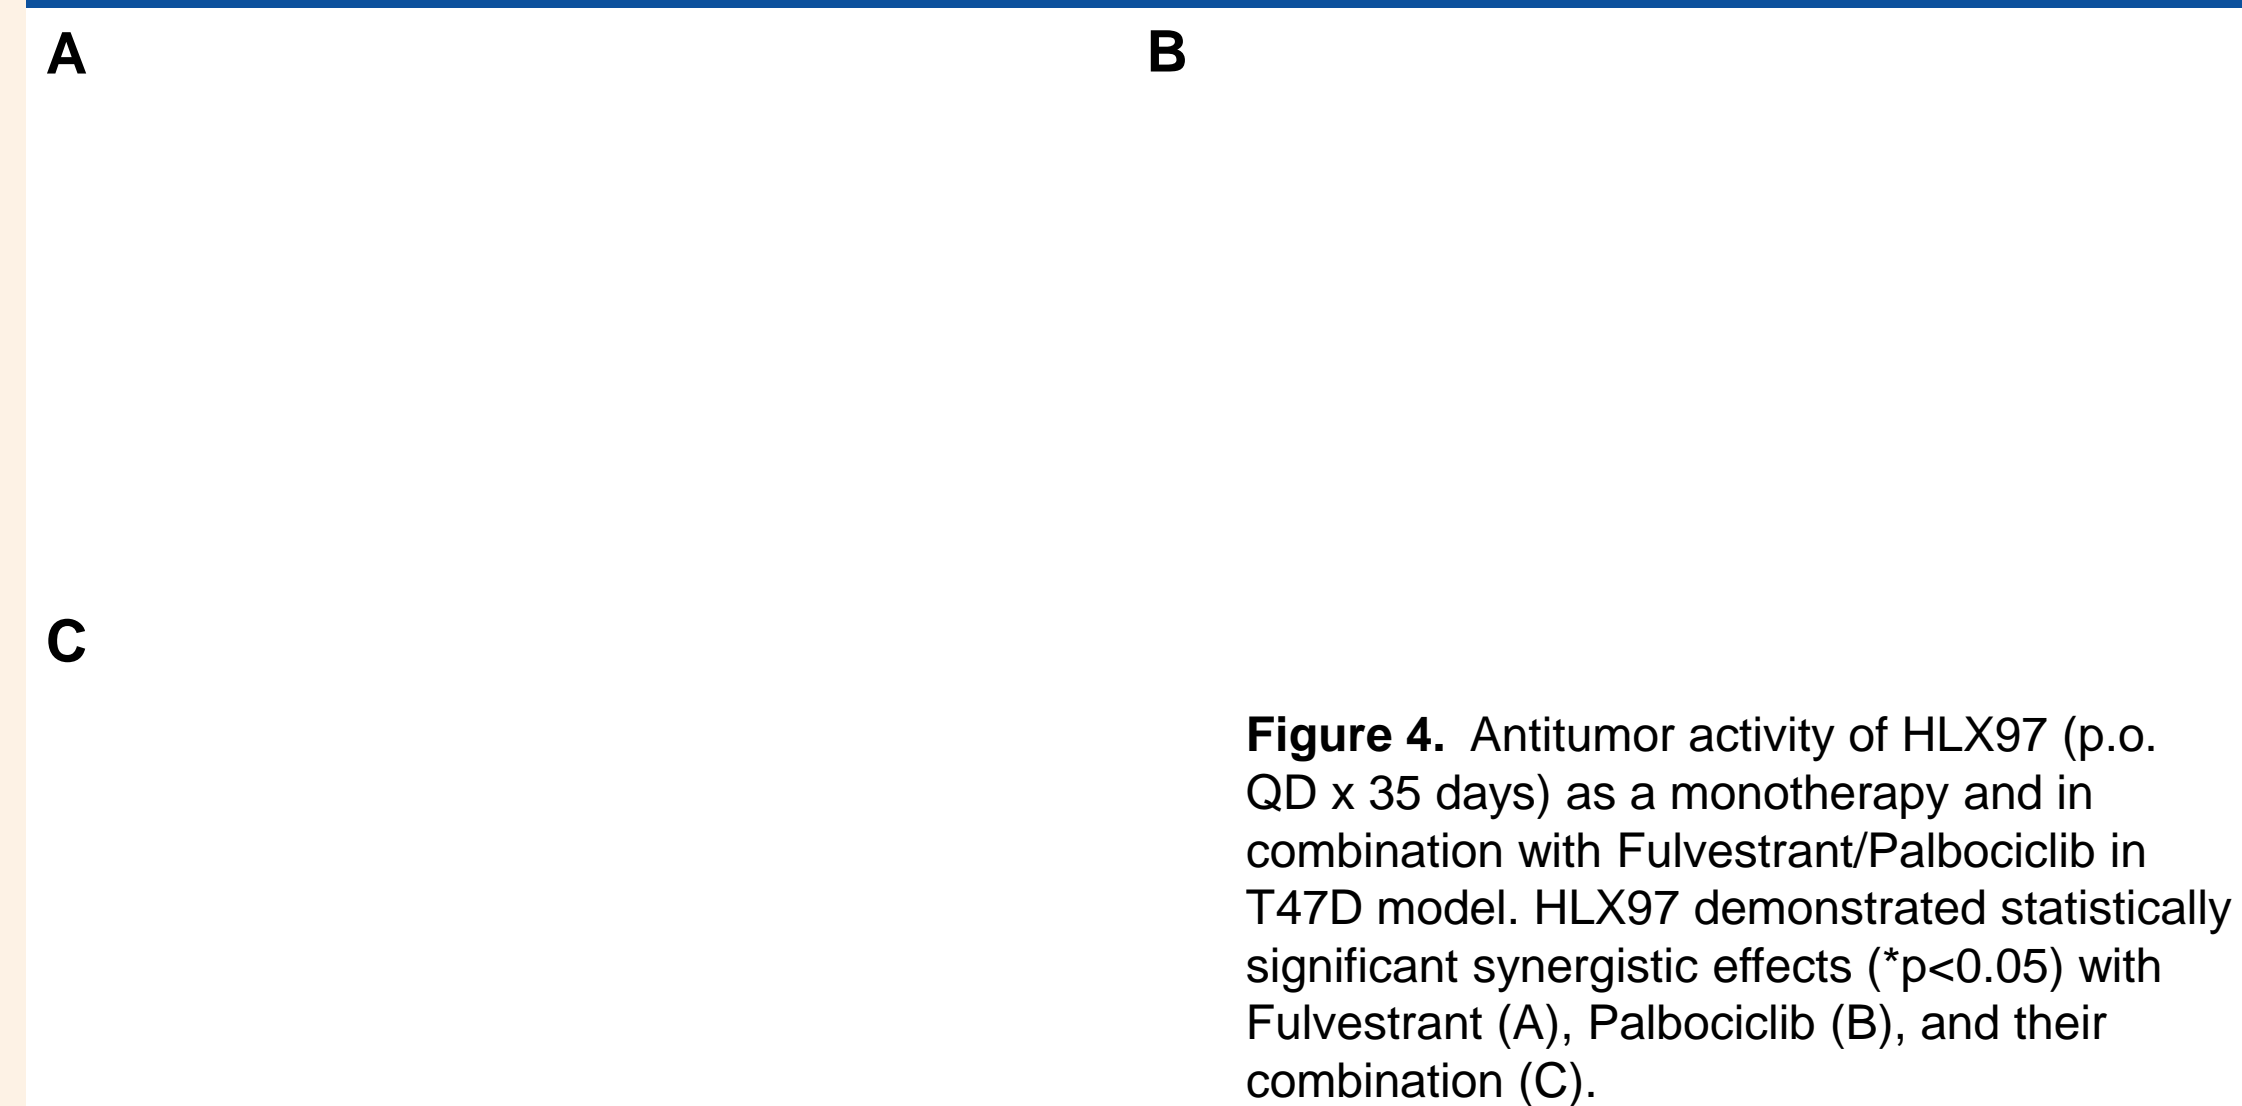 A
B
C
Figure 4. Antitumor activity of HLX97 (p.o.
QD x 35 days) as a monotherapy and in
combination with Fulvestrant/Palbociclib in
T47D model. HLX97 demonstrated statistically
significant synergistic effects (*p<0.05) with
Fulvestrant (A), Palbociclib (B), and their
combination (C).